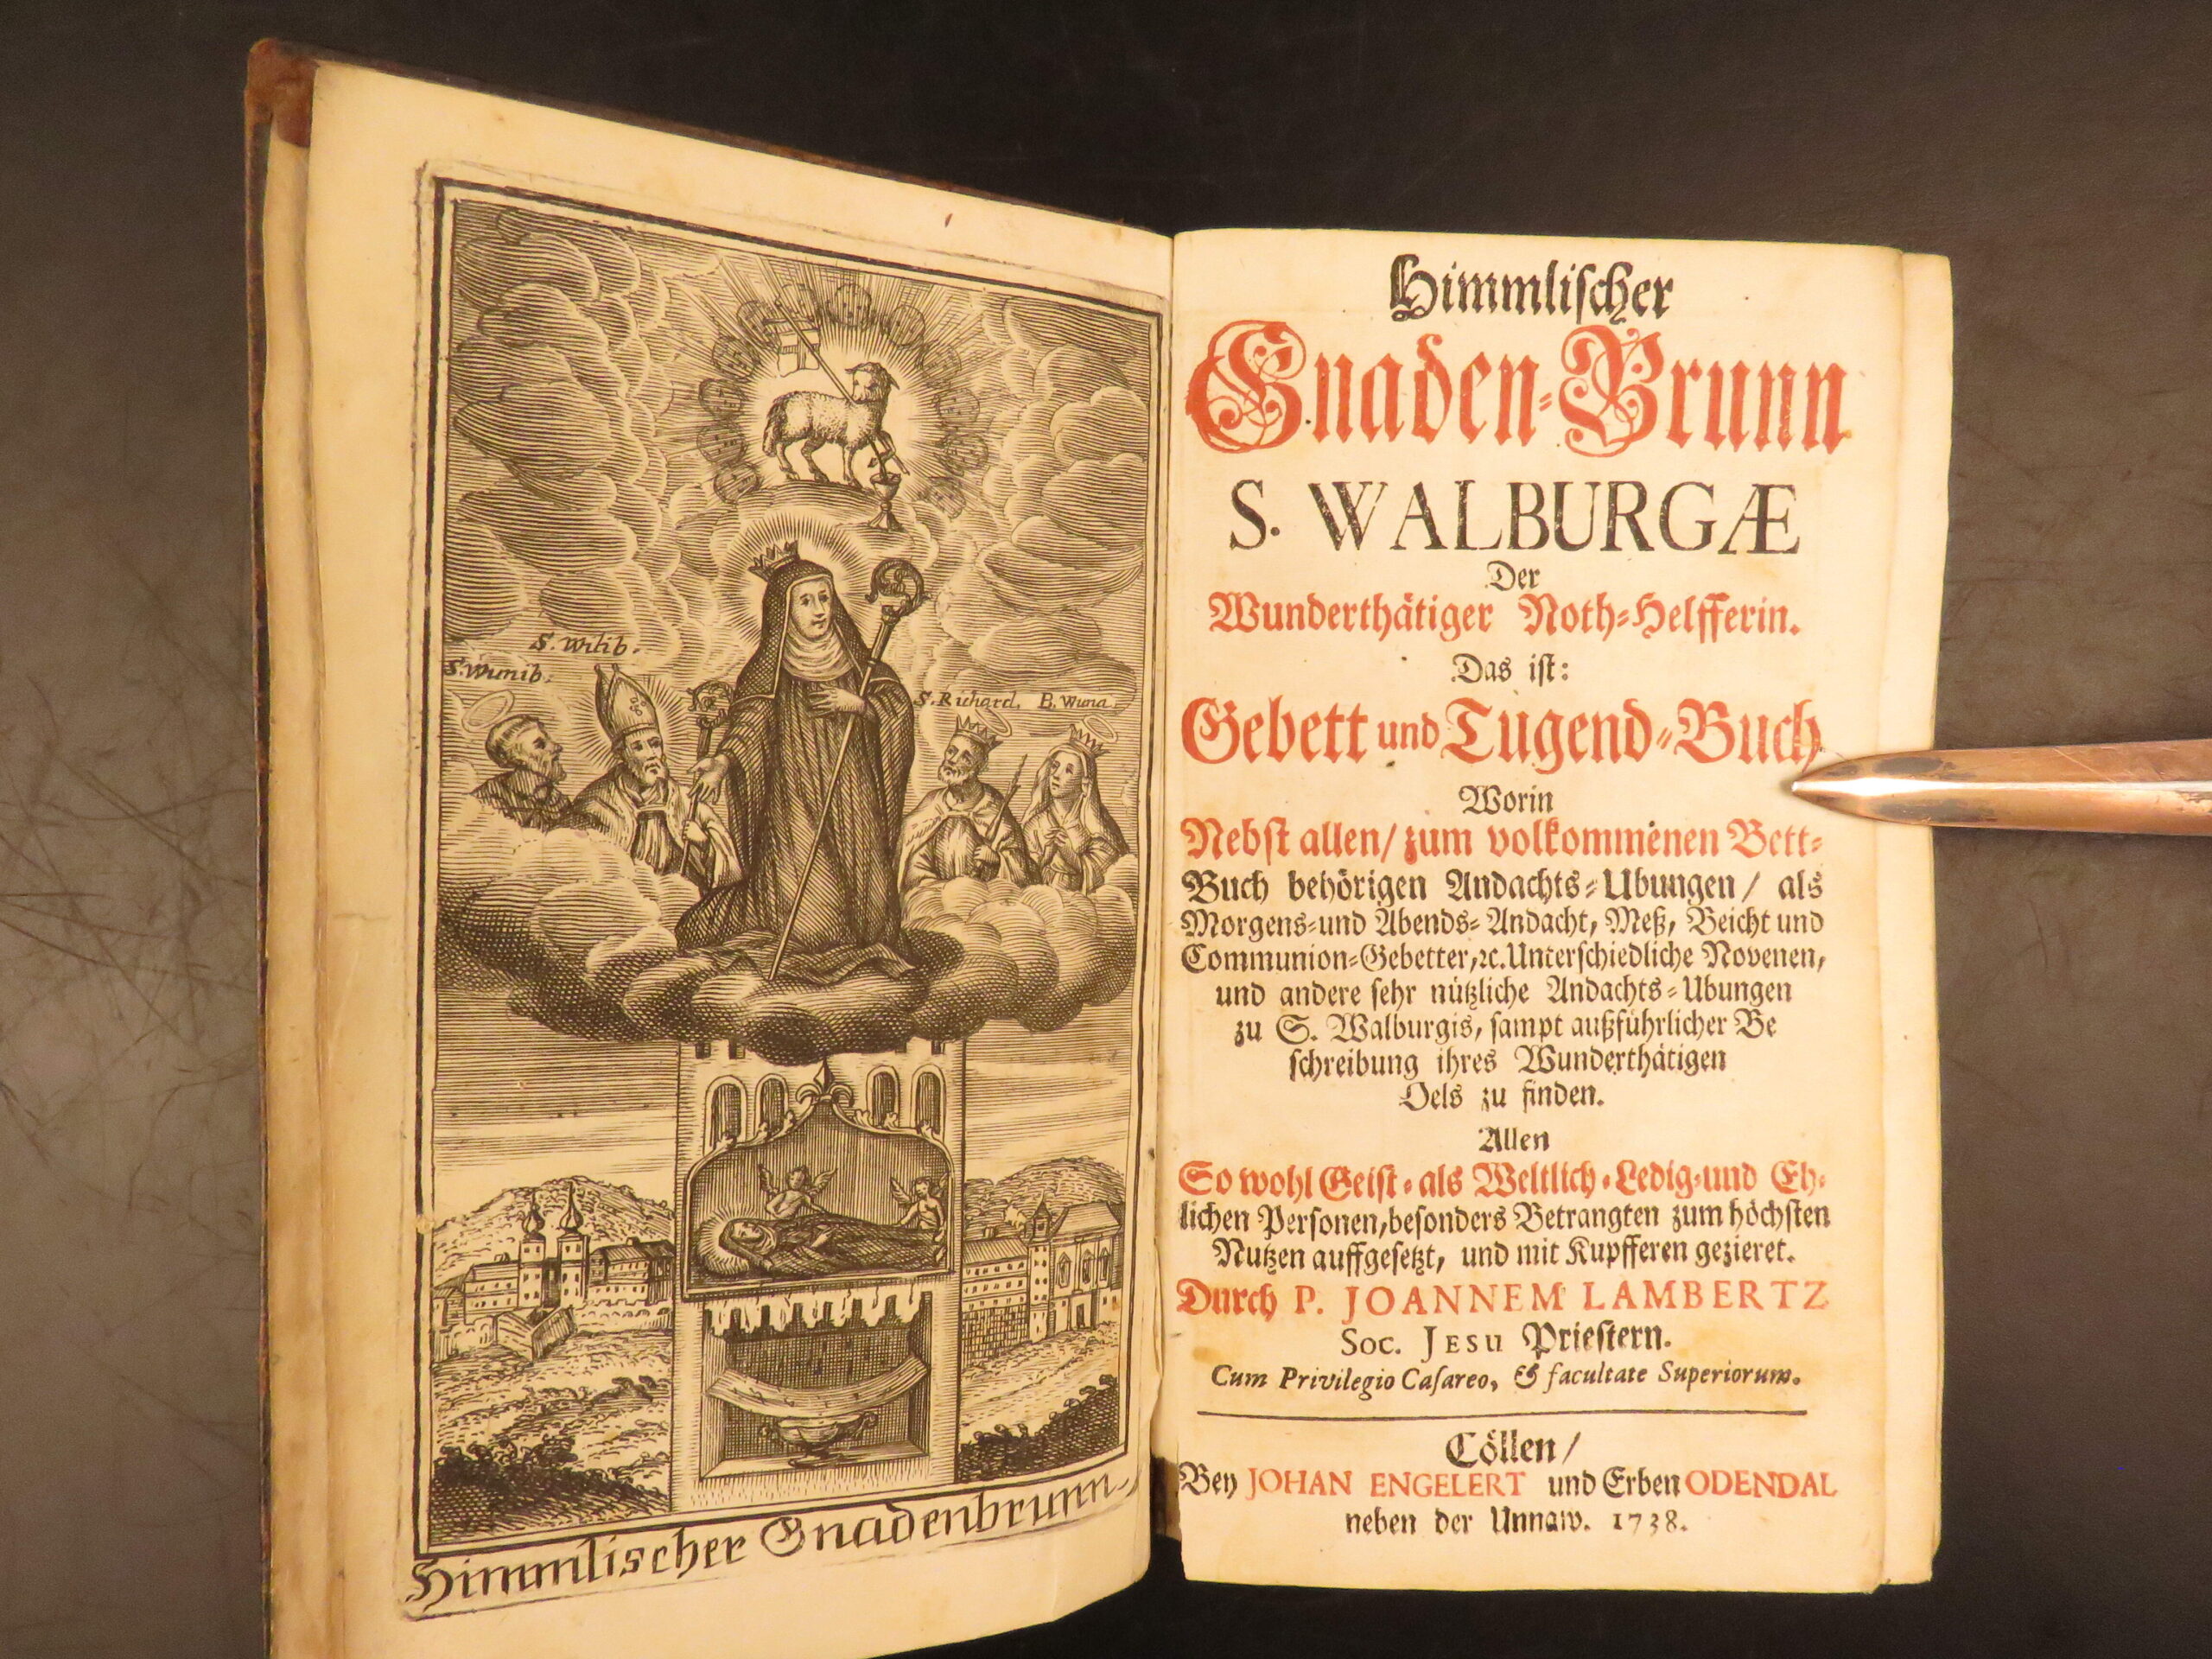 S. Wilib.
S. Wunib.
S. Richard. B. Wuna
Himmlischer Gnadenbrunn.
Himmliſcher
Gnaden-Brunn
S. WALBURGÆ
Der
Wunderthätiger Noth-Helfferin.
Das iſt:
Gebett und Tugend-Buch,
Worin
Nebſt allen/ zum volkommenen Bett-
Buch behörigen Andachts-Ubungen/ als
Morgens-und Abends-Andacht, Meß, Beicht und
Communion-Gebetter, ꝛc. Unterſchiedliche Novenen,
und andere ſehr nützliche Andachts-Ubungen
zu S. Walburgis, ſampt außführlicher Be
ſchreibung ihres Wunderthätigen
Oels zu finden.
Allen
So wohl Geiſt-als Weltlich-Ledig-und Eh-
lichen Perſonen, beſonders Betrangten zum höchſten
Nutzen auffgeſetzt, und mit Kupfferen gezieret.
Durch P. JOANNEM LAMBERTZ
Soc. Jesu Prieſtern.
Cum Privilegio Caſareo, & facultate Superiorum.
Cöllen/
Bey JOHAN ENGELERT und Erben ODENDAL
neben der Unnaw. 1738.